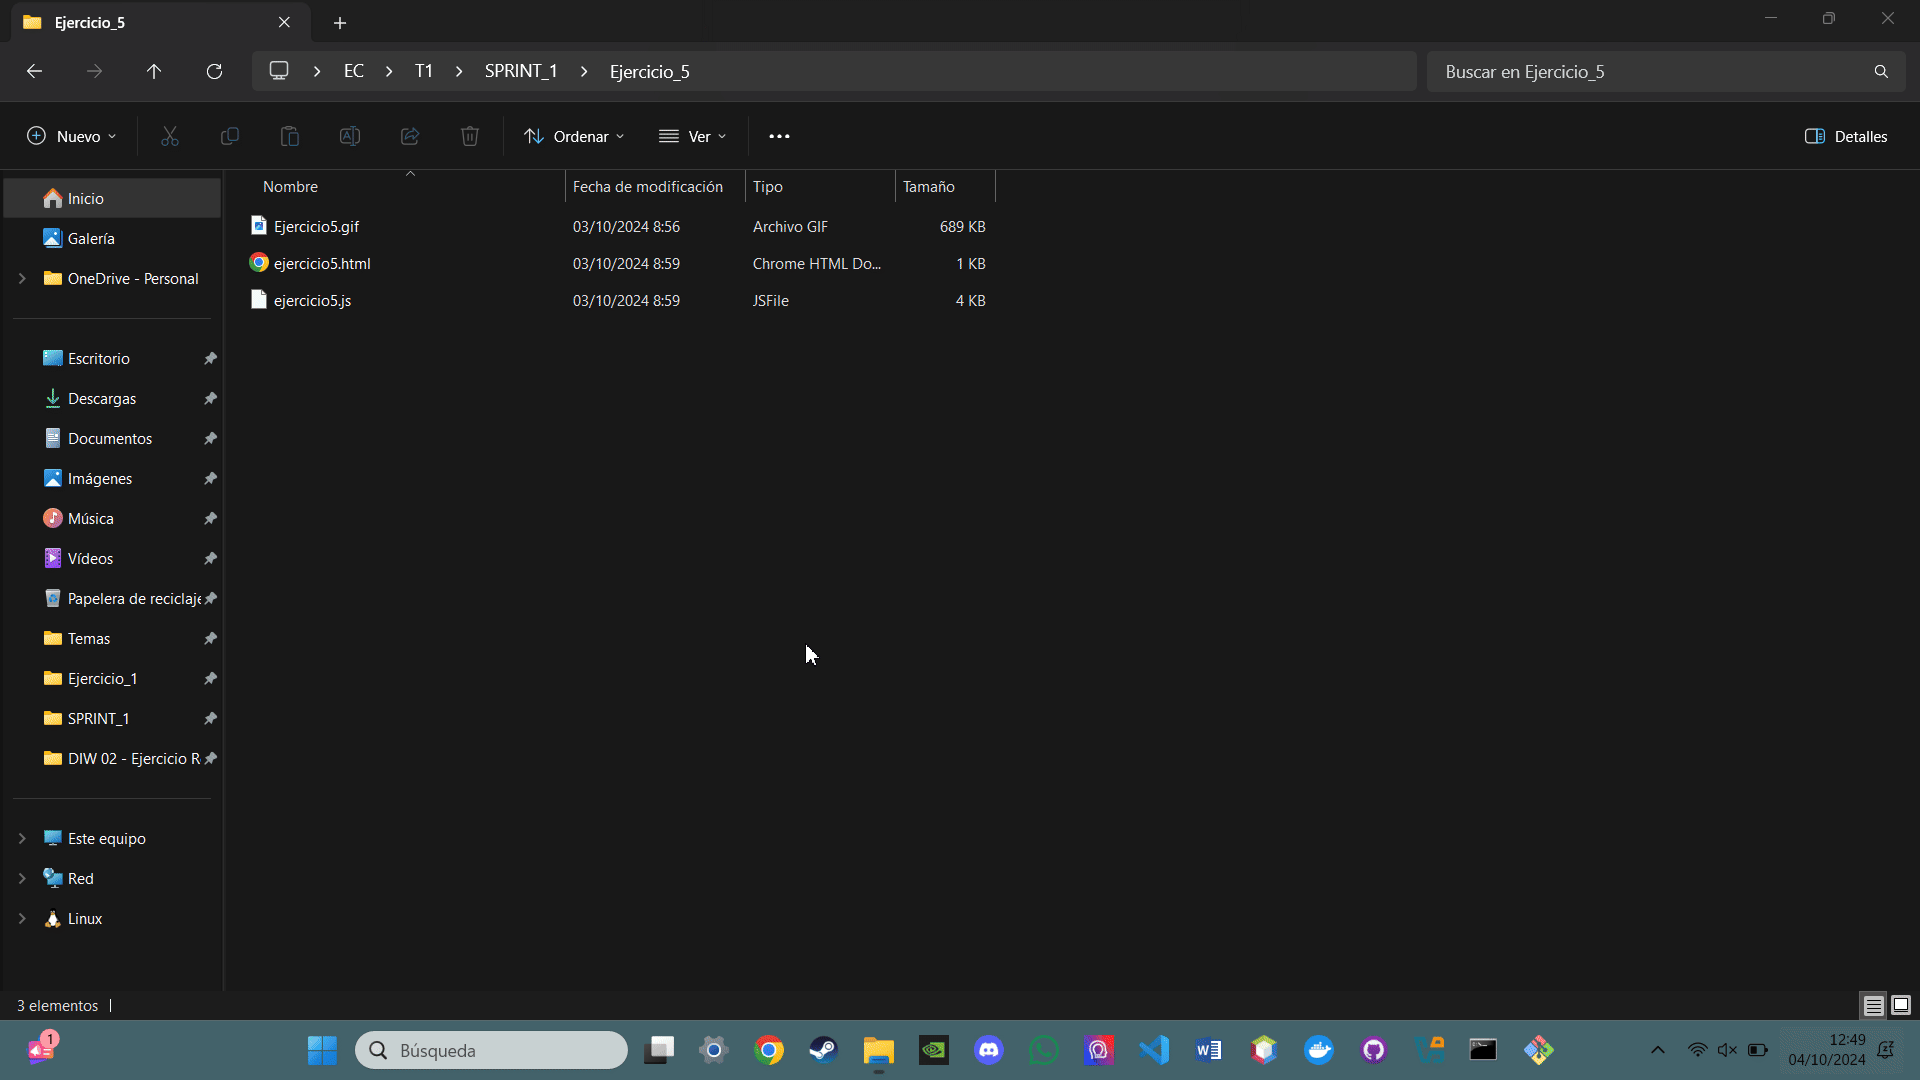 Ejercicio_5
EC
T1
SPRINT_1
Ejercicio_5
Buscar en Ejercicio_5
Nuevo
Ordenar
Ver
Detalles
Nombre
Fecha de modificación
Tipo
Tamaño
Inicio
Galería
OneDrive - Personal
Escritorio
Descargas
Documentos
Imágenes
Música
Vídeos
Papelera de reciclaje
Temas
Ejercicio_1
SPRINT_1
DIW 02 - Ejercicio R
Este equipo
Red
Linux
Ejercicio5.gif 03/10/2024 8:56 Archivo GIF 689 KB
ejercicio5.html 03/10/2024 8:59 Chrome HTML Do... 1 KB
ejercicio5.js 03/10/2024 8:59 JSFile 4 KB
3 elementos
1
Búsqueda
12:49
04/10/2024